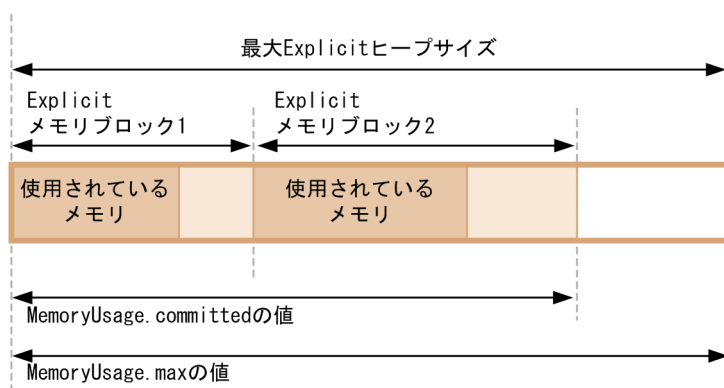 最大Explicitヒープサイズ
Explicit
メモリブロック1
Explicit
メモリブロック2
使用されている
メモリ
使用されている
メモリ
MemoryUsage.committedの値
MemoryUsage.maxの値